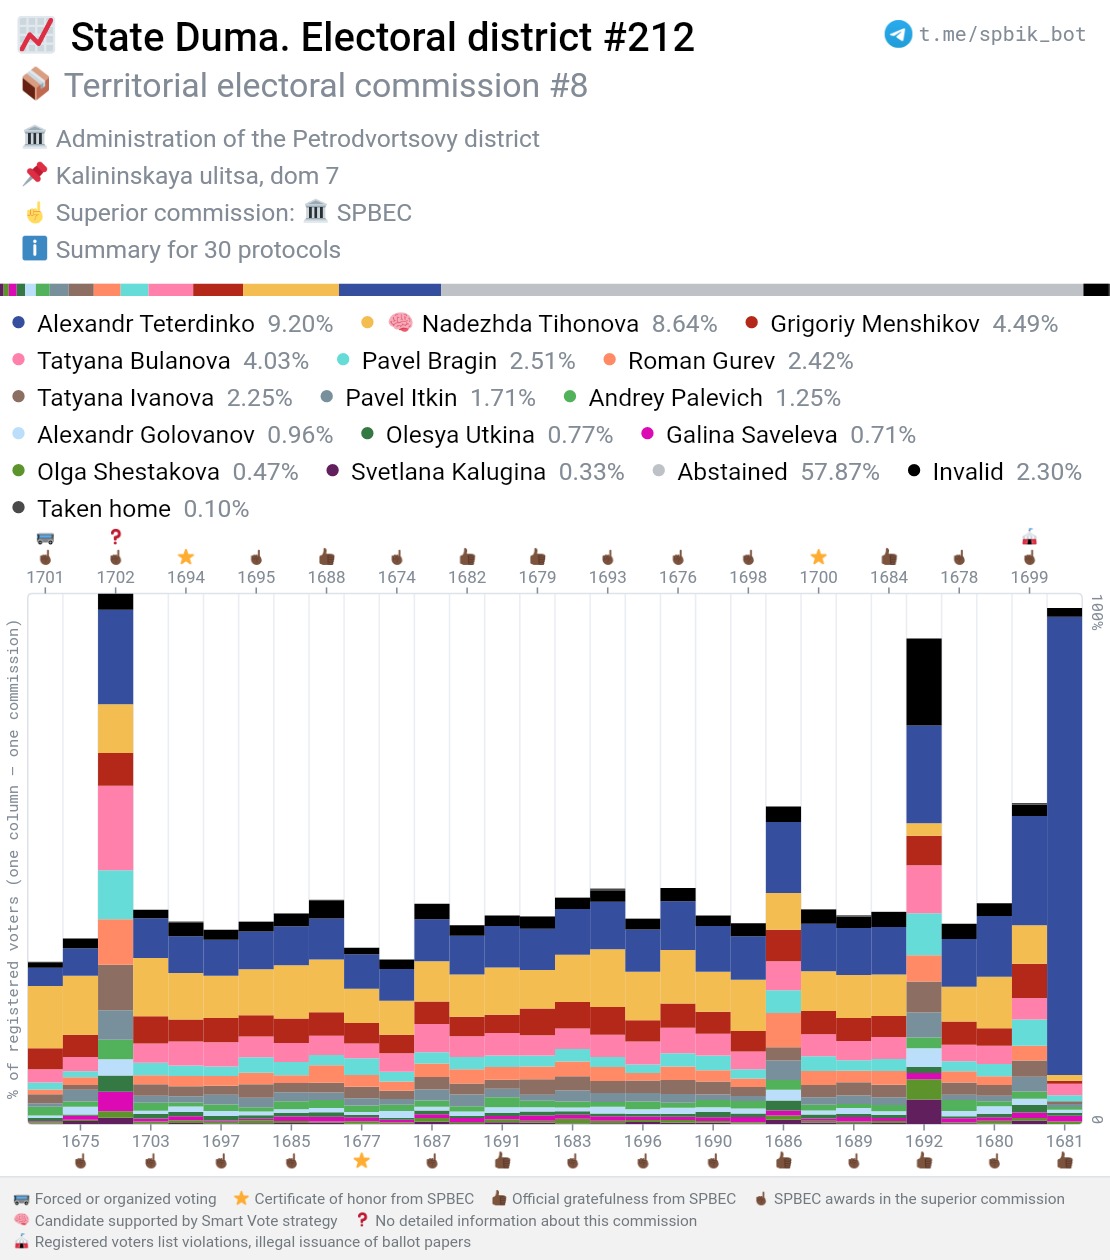 State Duma. Electoral district #212
t.me/spbik_bot
Territorial electoral commission #8
Administration of the Petrodvortsovy district
Kalininskaya ulitsa, dom 7
Superior commission: SPBEC
Summary for 30 protocols
Alexandr Teterdinko 9.20% Nadezhda Tihonova 8.64% Grigoriy Menshikov 4.49%
Tatyana Bulanova 4.03% Pavel Bragin 2.51% Roman Gurev 2.42%
Tatyana Ivanova 2.25% Pavel Itkin 1.71% Andrey Palevich 1.25%
Alexandr Golovanov 0.96% Olesya Utkina 0.77% Galina Saveleva 0.71%
Olga Shestakova 0.47% Svetlana Kalugina 0.33% Abstained 57.87% Invalid 2.30%
Taken home 0.10%
1701 1702 1694 1695 1688 1674 1682 1679 1693 1676 1698 1700 1684 1678 1699
100%
% of registered voters (one column – one commission)
0
1675 1703 1697 1685 1677 1687 1691 1683 1696 1690 1686 1689 1692 1680 1681
Forced or organized voting Certificate of honor from SPBEC Official gratefulness from SPBEC SPBEC awards in the superior commission
Candidate supported by Smart Vote strategy No detailed information about this commission
Registered voters list violations, illegal issuance of ballot papers